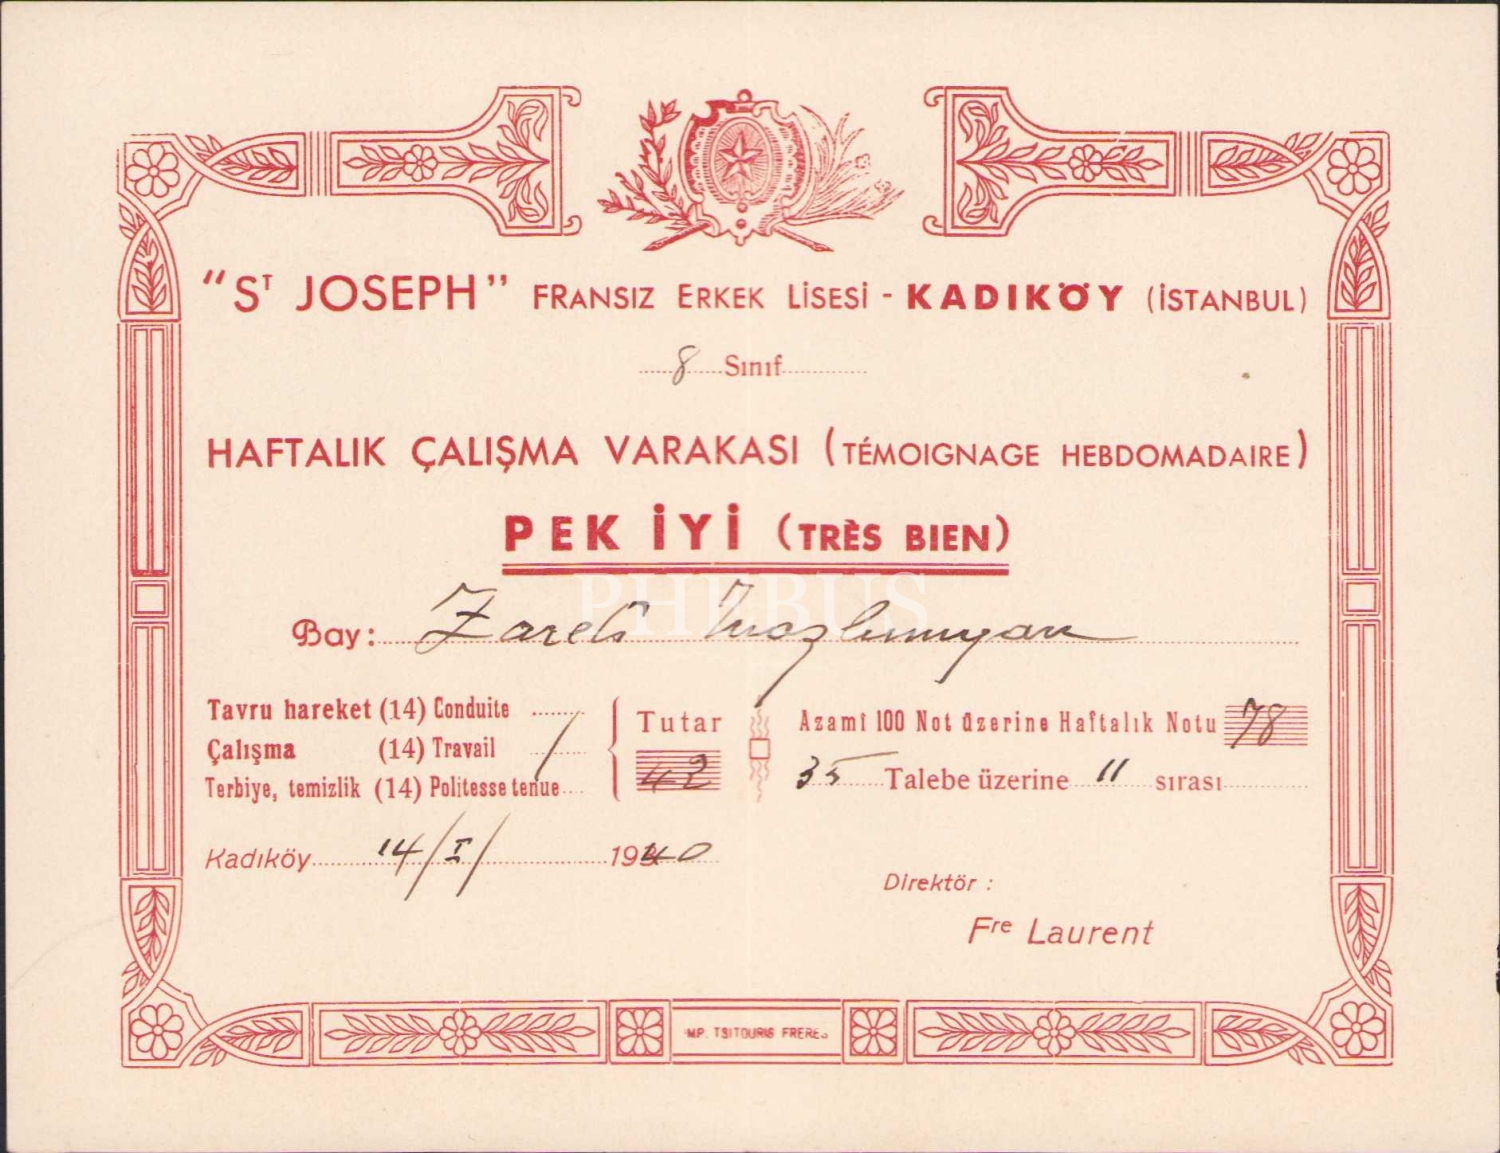 "Sᵀ JOSEPH" FRANSIZ ERKEK LİSESİ - KADIKÖY (İSTANBUL)
8 Sınıf
HAFTALIK ÇALIŞMA VARAKASI (TÉMOIGNAGE HEBDOMADAIRE)
PEK İYİ (TRÈS BIEN)
PHEBUS
Bay: Zareh Mazlumyan
Tavru hareket (14) Conduite
Çalışma (14) Travail
Terbiye, temizlik (14) Politesse tenue
Tutar
42
Azamî 100 Not üzerine Haftalık Notu 78
35 Talebe üzerine 11 sırası
Kadıköy 14/I/ 1940
Direktör :
Fre Laurent
IMP. TSITOURIS FRERES